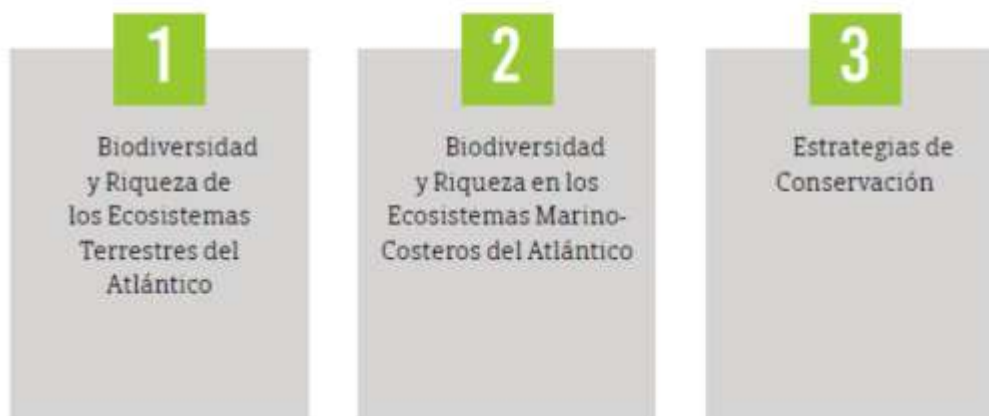 1
Biodiversidad
y Riqueza de
los Ecosistemas
Terrestres del
Atlántico
2
Biodiversidad
y Riqueza en los
Ecosistemas Marino-
Costeros del Atlántico
3
Estrategias de
Conservación